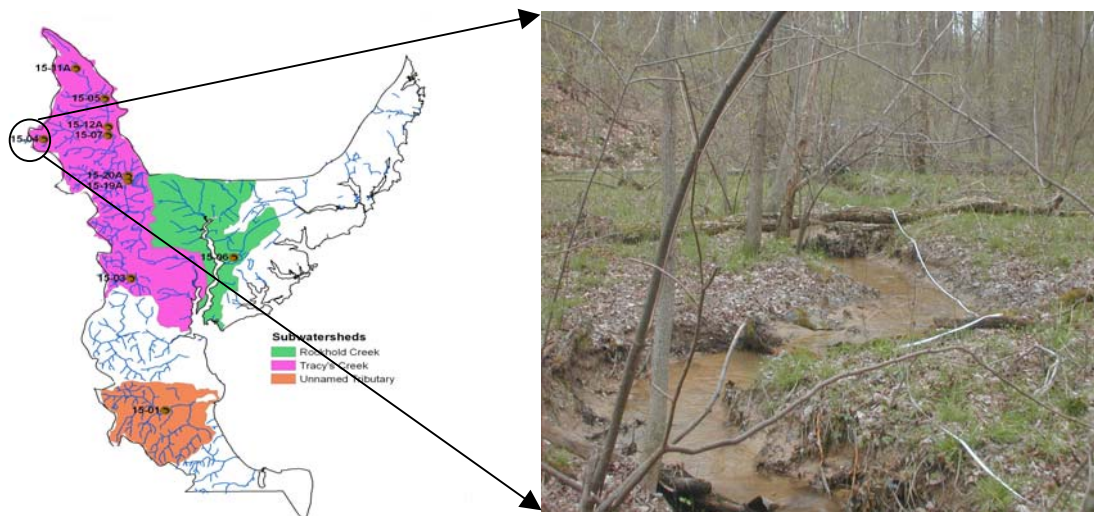 15-11A
15-05
15-12A
15-07
15-04
15-20A
15-19A
15-06
15-03
Subwatersheds
Rockhold Creek
Tracy's Creek
Unnamed Tributary
15-01